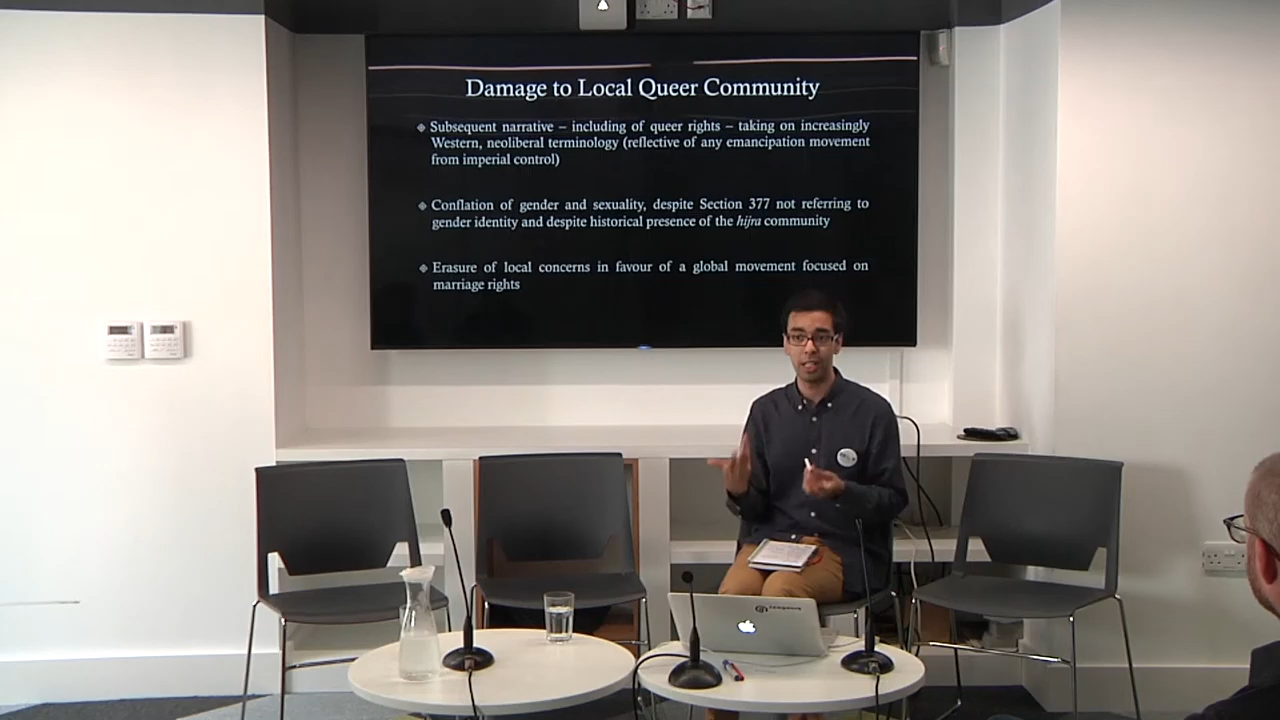 Damage to Local Queer Community
Subsequent narrative – including of queer rights – taking on increasingly
Western, neoliberal terminology (reflective of any emancipation movement
from imperial control)
Conflation of gender and sexuality, despite Section 377 not referring to
gender identity and despite historical presence of the hijra community
Erasure of local concerns in favour of a global movement focused on
marriage rights